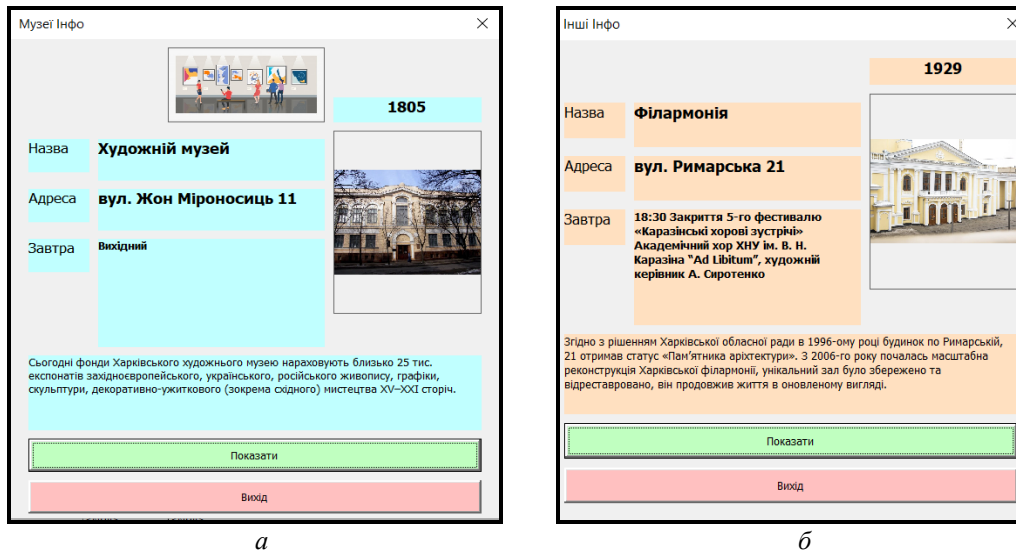 Музеї Інфо
1805
Назва Художній музей
Адреса вул. Жон Міроносиць 11
Завтра Вихідний
Сьогодні фонди Харківського художнього музею нараховують близько 25 тис.
експонатів західноєвропейського, українського, російського живопису, графіки,
скульптури, декоративно-ужиткового (зокрема східного) мистецтва XV–XXI сторіч.
Показати
Вихід
а
Інші Інфо
1929
Назва Філармонія
Адреса вул. Римарська 21
Завтра 18:30 Закриття 5-го фестивалю
«Каразінські хорові зустрічі»
Академічний хор ХНУ ім. В. Н.
Каразіна “Ad Libitum”, художній
керівник А. Сиротенко
Згідно з рішенням Харківської обласної ради в 1996-ому році будинок по Римарській,
21 отримав статус «Пам’ятника аріхтектури». З 2006-го року почалась масштабна
реконструкція Харківської філармонії, унікальний зал було збережено та
відреставровано, він продовжив життя в оновленому вигляді.
Показати
Вихід
б